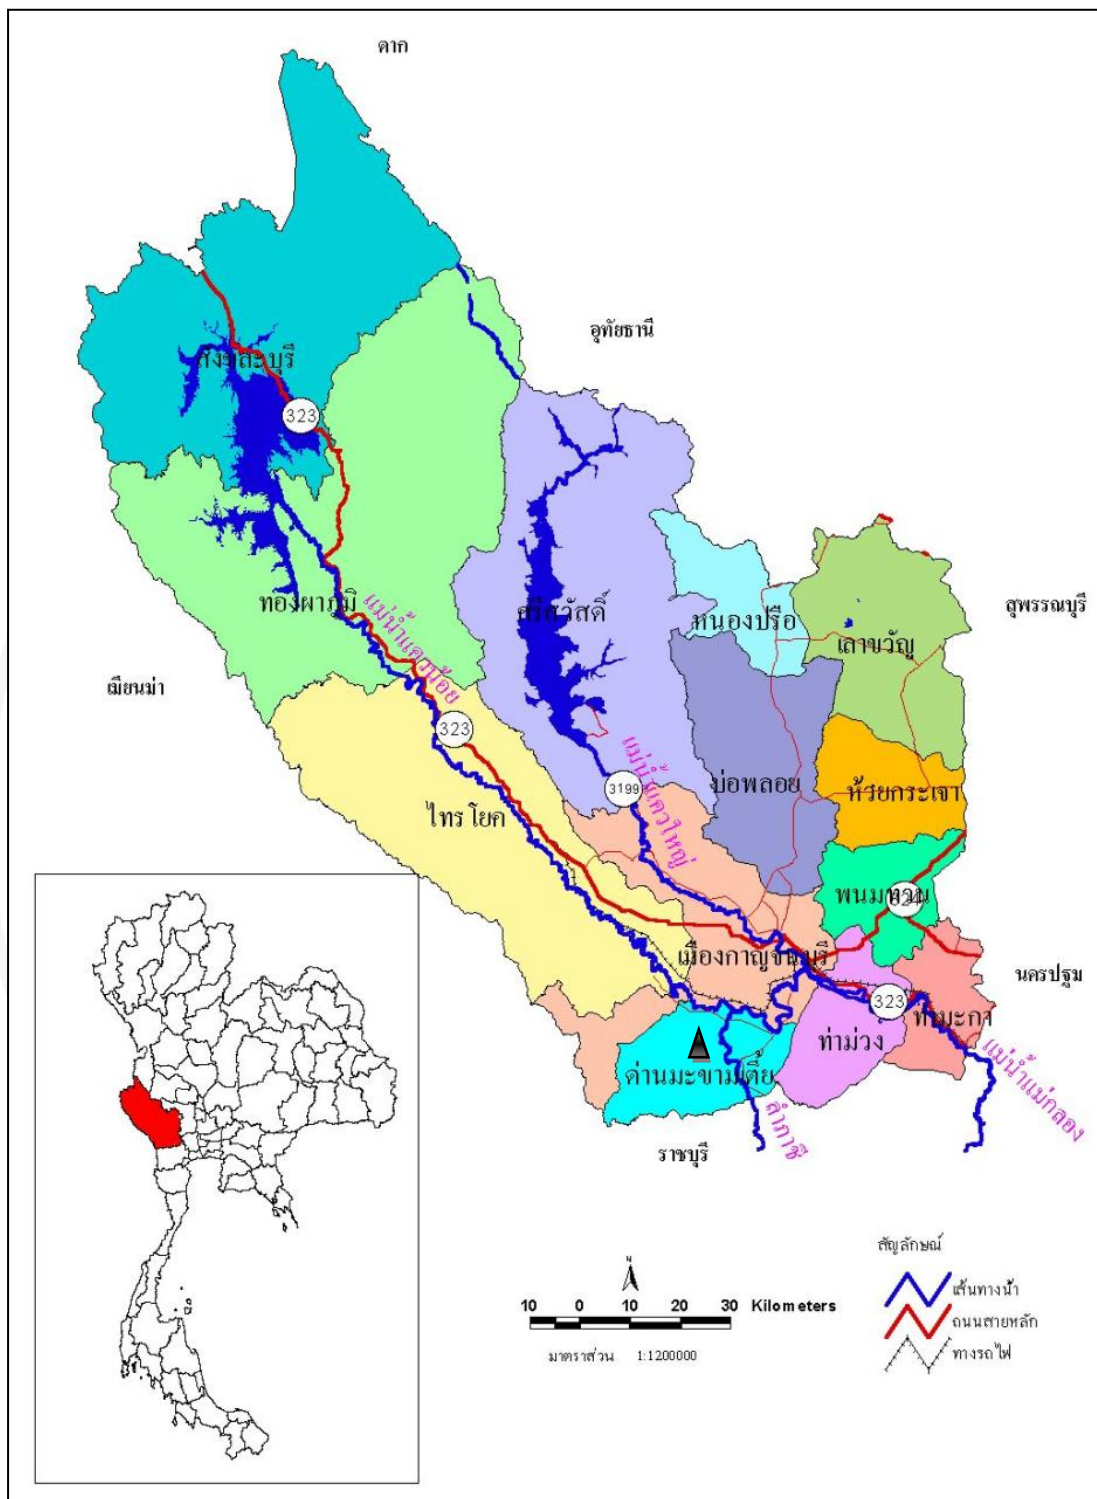 ตาก
อุทัยธานี
สังขละบุรี
323
สุพรรณบุรี
ทองผาภูมิ
แม่น้ำแควน้อย
ศรีสวัสดิ์
หนองปรือ
เลาขวัญ
เมียนม่า
323
3199
แม่น้ำแควใหญ่
บ่อพลอย
ห้วยกระเจา
ไทรโยค
พนมทวน
เมืองกาญจนบุรี
นครปฐม
323
ท่ามะกา
ท่าม่วง
ด่านมะขามเตี้ย
แม่น้ำแม่กลอง
ลำภาชี
ราชบุรี
สัญลักษณ์
เส้นทางน้ำ
ถนนสายหลัก
ทางรถไฟ
N
10 0 10 20 30 Kilometers
มาตราส่วน 1:1200000